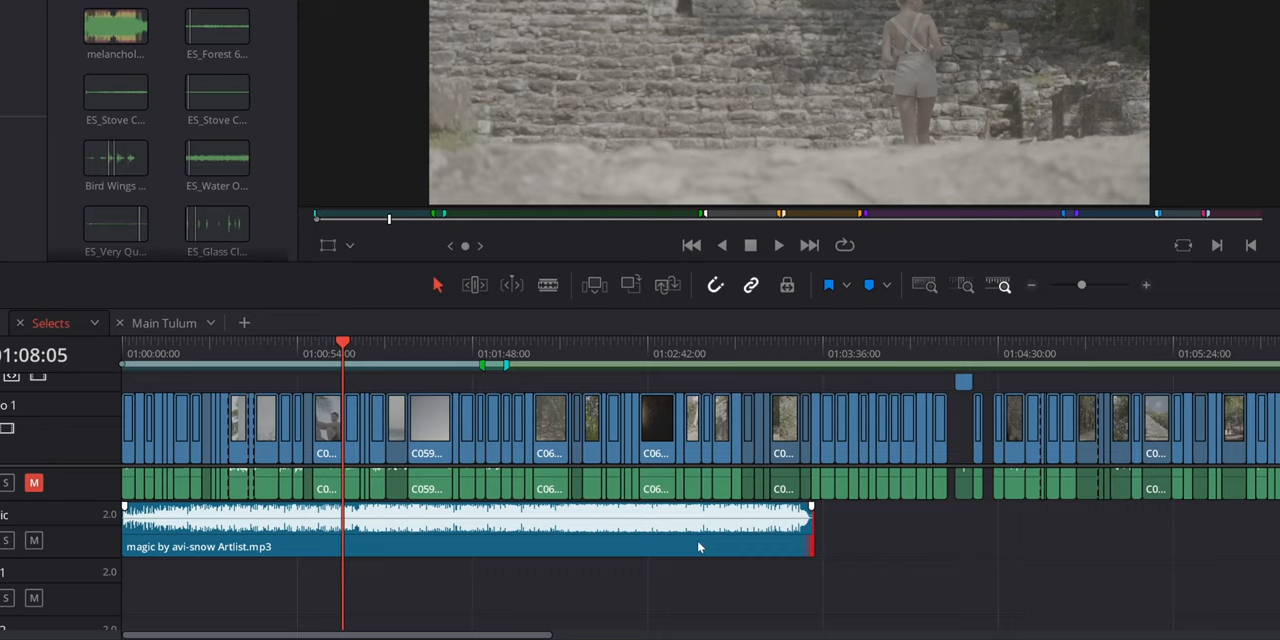 melanchol...
ES_Forest 6...
ES_Stove C...
ES_Stove C...
Bird Wings ...
ES_Water O...
ES_Very Qu...
ES_Glass Cl...
Selects
Main Tulum
1:08:05
01:00:00:00
01:00:54:00
01:01:48:00
01:02:42:00
01:03:36:00
01:04:30:00
01:05:24:00
o 1
C0...
C059...
C06...
C06...
C0...
C0...
S
M
C0...
C059...
C06...
C06...
C0...
C0...
ic
2.0
S
M
magic by avi-snow Artlist.mp3
1
2.0
S
M
2
2.0